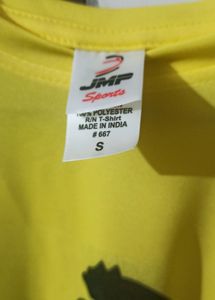 JMP
Sports
100% POLYESTER
R/N T-Shirt
MADE IN INDIA
# 667
S